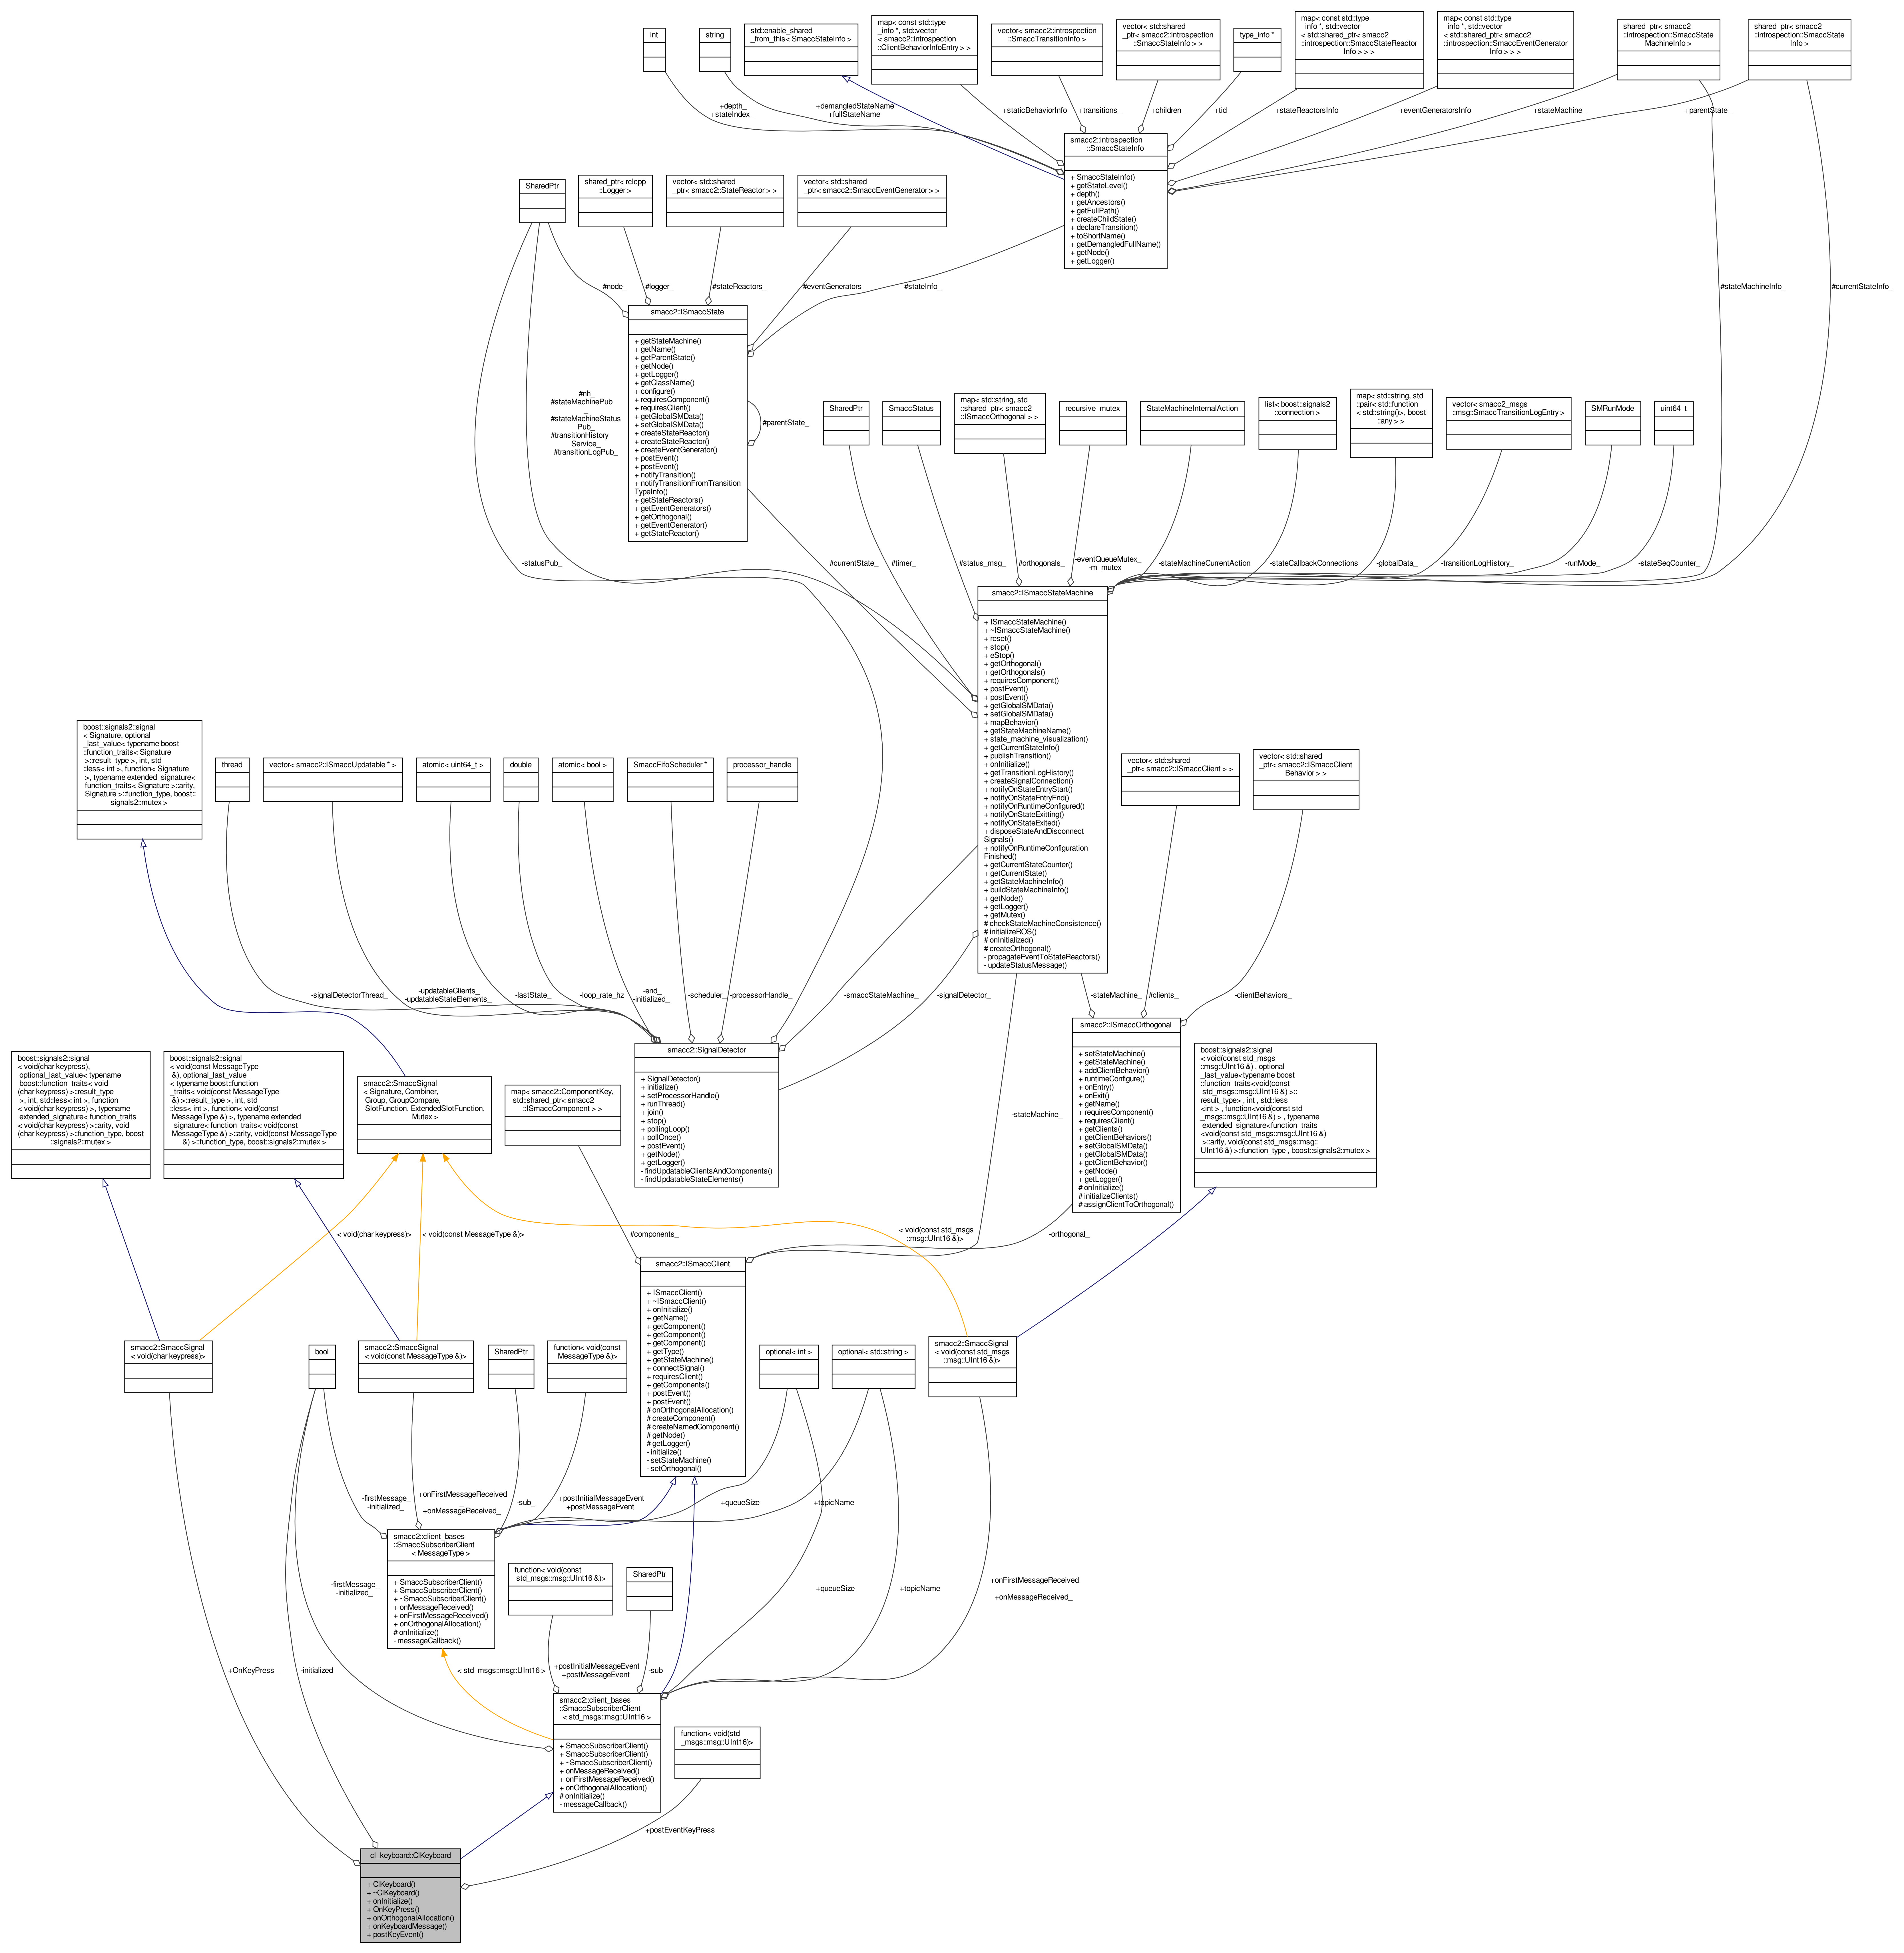 int
string
std::enable_shared
_from_this< SmaccStateInfo >
map< const std::type
_info *, std::vector
< smacc2::introspection
::ClientBehaviorInfoEntry > >
vector< smacc2::introspection
::SmaccTransitionInfo >
vector< std::shared
_ptr< smacc2::introspection
::SmaccStateInfo > >
type_info *
map< const std::type
_info *, std::vector
< std::shared_ptr< smacc2
::introspection::SmaccStateReactor
Info > > >
map< const std::type
_info *, std::vector
< std::shared_ptr< smacc2
::introspection::SmaccEventGenerator
Info > > >
shared_ptr< smacc2
::introspection::SmaccState
MachineInfo >
shared_ptr< smacc2
::introspection::SmaccState
Info >
+depth_
+stateIndex_
+demangledStateName
+fullStateName
+staticBehaviorInfo
+transitions_
+children_
+tid_
+stateReactorsInfo
+eventGeneratorsInfo
+stateMachine_
+parentState_
smacc2::introspection
::SmaccStateInfo
+ SmaccStateInfo()
+ getStateLevel()
+ depth()
+ getAncestors()
+ getFullPath()
+ createChildState()
+ declareTransition()
+ toShortName()
+ getDemangledFullName()
+ getNode()
+ getLogger()
SharedPtr
shared_ptr< rclcpp
::Logger >
vector< std::shared
_ptr< smacc2::StateReactor > >
vector< std::shared
_ptr< smacc2::SmaccEventGenerator > >
#node_
#logger_
#stateReactors_
#eventGenerators_
#stateInfo_
#stateMachineInfo_
#currentStateInfo_
smacc2::ISmaccState
+ getStateMachine()
+ getName()
+ getParentState()
+ getNode()
+ getLogger()
+ getClassName()
+ configure()
+ requiresComponent()
+ requiresClient()
+ getGlobalSMData()
+ setGlobalSMData()
+ createStateReactor()
+ createStateReactor()
+ createEventGenerator()
+ postEvent()
+ postEvent()
+ notifyTransition()
+ notifyTransitionFromTransition
TypeInfo()
+ getStateReactors()
+ getEventGenerators()
+ getOrthogonal()
+ getEventGenerator()
+ getStateReactor()
#parentState_
#nh_
#stateMachinePub
_
#stateMachineStatus
Pub_
#transitionHistory
Service_
#transitionLogPub_
SharedPtr
SmaccStatus
map< std::string, std
::shared_ptr< smacc2
::ISmaccOrthogonal > >
recursive_mutex
StateMachineInternalAction
list< boost::signals2
::connection >
map< std::string, std
::pair< std::function
< std::string()>, boost
::any > >
vector< smacc2_msgs
::msg::SmaccTransitionLogEntry >
SMRunMode
uint64_t
-statusPub_
#currentState_
#timer_
#status_msg_
#orthogonals_
-eventQueueMutex_
-m_mutex_
-stateMachineCurrentAction
-stateCallbackConnections
-globalData_
-transitionLogHistory_
-runMode_
-stateSeqCounter_
smacc2::ISmaccStateMachine
+ ISmaccStateMachine()
+ ~ISmaccStateMachine()
+ reset()
+ stop()
+ eStop()
+ getOrthogonal()
+ getOrthogonals()
+ requiresComponent()
+ postEvent()
+ postEvent()
+ getGlobalSMData()
+ setGlobalSMData()
+ mapBehavior()
+ getStateMachineName()
+ state_machine_visualization()
+ getCurrentStateInfo()
+ publishTransition()
+ onInitialize()
+ getTransitionLogHistory()
+ createSignalConnection()
+ notifyOnStateEntryStart()
+ notifyOnStateEntryEnd()
+ notifyOnRuntimeConfigured()
+ notifyOnStateExitting()
+ notifyOnStateExited()
+ disposeStateAndDisconnect
Signals()
+ notifyOnRuntimeConfiguration
Finished()
+ getCurrentStateCounter()
+ getCurrentState()
+ getStateMachineInfo()
+ buildStateMachineInfo()
+ getNode()
+ getLogger()
+ getMutex()
# checkStateMachineConsistence()
# initializeROS()
# onInitialized()
# createOrthogonal()
- propagateEventToStateReactors()
- updateStatusMessage()
boost::signals2::signal
< Signature, optional
_last_value< typename boost
::function_traits< Signature
>::result_type >, int, std
::less< int >, function< Signature
>, typename extended_signature<
function_traits< Signature >::arity,
Signature >::function_type, boost::
signals2::mutex >
thread
vector< smacc2::ISmaccUpdatable * >
atomic< uint64_t >
double
atomic< bool >
SmaccFifoScheduler *
processor_handle
vector< std::shared
_ptr< smacc2::ISmaccClient > >
vector< std::shared
_ptr< smacc2::ISmaccClient
Behavior > >
-signalDetectorThread_
-updatableClients_
-updatableStateElements_
-lastState_
-loop_rate_hz
-end_
-initialized_
-scheduler_
-processorHandle_
-smaccStateMachine_
-signalDetector_
-stateMachine_
#clients_
-clientBehaviors_
smacc2::SignalDetector
+ SignalDetector()
+ initialize()
+ setProcessorHandle()
+ runThread()
+ join()
+ stop()
+ pollingLoop()
+ pollOnce()
+ postEvent()
+ getNode()
+ getLogger()
- findUpdatableClientsAndComponents()
- findUpdatableStateElements()
smacc2::ISmaccOrthogonal
+ setStateMachine()
+ getStateMachine()
+ addClientBehavior()
+ runtimeConfigure()
+ onEntry()
+ onExit()
+ getName()
+ requiresComponent()
+ requiresClient()
+ getClients()
+ getClientBehaviors()
+ setGlobalSMData()
+ getGlobalSMData()
+ getClientBehavior()
+ getNode()
+ getLogger()
# onInitialize()
# initializeClients()
# assignClientToOrthogonal()
boost::signals2::signal
< void(char keypress),
optional_last_value< typename
boost::function_traits< void
(char keypress) >::result_type
>, int, std::less< int >, function
< void(char keypress) >, typename
extended_signature< function_traits
< void(char keypress) >::arity, void
(char keypress) >::function_type, boost
::signals2::mutex >
boost::signals2::signal
< void(const MessageType
&), optional_last_value
< typename boost::function
_traits< void(const MessageType
&) >::result_type >, int, std
::less< int >, function< void(const
MessageType &) >, typename extended
_signature< function_traits< void(const
MessageType &) >::arity, void(const MessageType
&) >::function_type, boost::signals2::mutex >
smacc2::SmaccSignal
< Signature, Combiner,
Group, GroupCompare,
SlotFunction, ExtendedSlotFunction,
Mutex >
map< smacc2::ComponentKey,
std::shared_ptr< smacc2
::ISmaccComponent > >
boost::signals2::signal
< void(const std_msgs
::msg::UInt16 &) , optional
_last_value<typename boost
::function_traits<void(const
std_msgs::msg::UInt16 &) >::
result_type> , int , std::less
<int > , function<void(const std
_msgs::msg::UInt16 &) > , typename
extended_signature<function_traits
<void(const std_msgs::msg::UInt16 &)
>::arity, void(const std_msgs::msg::
UInt16 &) >::function_type , boost::signals2::mutex >
-stateMachine_
< void(char keypress)>
< void(const MessageType &)>
#components_
< void(const std_msgs
::msg::UInt16 &)>
-orthogonal_
smacc2::ISmaccClient
+ ISmaccClient()
+ ~ISmaccClient()
+ onInitialize()
+ getName()
+ getComponent()
+ getComponent()
+ getComponent()
+ getType()
+ getStateMachine()
+ connectSignal()
+ requiresClient()
+ getComponents()
+ postEvent()
+ postEvent()
# onOrthogonalAllocation()
# createComponent()
# createNamedComponent()
# getNode()
# getLogger()
- initialize()
- setStateMachine()
- setOrthogonal()
smacc2::SmaccSignal
< void(char keypress)>
bool
smacc2::SmaccSignal
< void(const MessageType &)>
SharedPtr
function< void(const
MessageType &)>
optional< int >
optional< std::string >
smacc2::SmaccSignal
< void(const std_msgs
::msg::UInt16 &)>
-firstMessage_
-initialized_
+onFirstMessageReceived
_
+onMessageReceived_
-sub_
+postInitialMessageEvent
+postMessageEvent
+queueSize
+topicName
smacc2::client_bases
::SmaccSubscriberClient
< MessageType >
+ SmaccSubscriberClient()
+ SmaccSubscriberClient()
+ ~SmaccSubscriberClient()
+ onMessageReceived()
+ onFirstMessageReceived()
+ onOrthogonalAllocation()
# onInitialize()
- messageCallback()
function< void(const
std_msgs::msg::UInt16 &)>
SharedPtr
-firstMessage_
-initialized_
+queueSize
+topicName
+onFirstMessageReceived
_
+onMessageReceived_
+OnKeyPress_
-initialized_
< std_msgs::msg::UInt16 >
+postInitialMessageEvent
+postMessageEvent
-sub_
smacc2::client_bases
::SmaccSubscriberClient
< std_msgs::msg::UInt16 >
+ SmaccSubscriberClient()
+ SmaccSubscriberClient()
+ ~SmaccSubscriberClient()
+ onMessageReceived()
+ onFirstMessageReceived()
+ onOrthogonalAllocation()
# onInitialize()
- messageCallback()
function< void(std
_msgs::msg::UInt16)>
+postEventKeyPress
cl_keyboard::ClKeyboard
+ ClKeyboard()
+ ~ClKeyboard()
+ onInitialize()
+ OnKeyPress()
+ onOrthogonalAllocation()
+ onKeyboardMessage()
+ postKeyEvent()